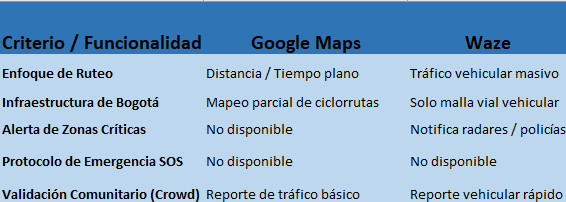 Criterio / Funcionalidad Google Maps Waze
Enfoque de Ruteo Distancia / Tiempo plano Tráfico vehicular masivo
Infraestructura de Bogotá Mapeo parcial de ciclorrutas Solo malla vial vehicular
Alerta de Zonas Críticas No disponible Notifica radares / policías
Protocolo de Emergencia SOS No disponible No disponible
Validación Comunitario (Crowd) Reporte de tráfico básico Reporte vehicular rápido